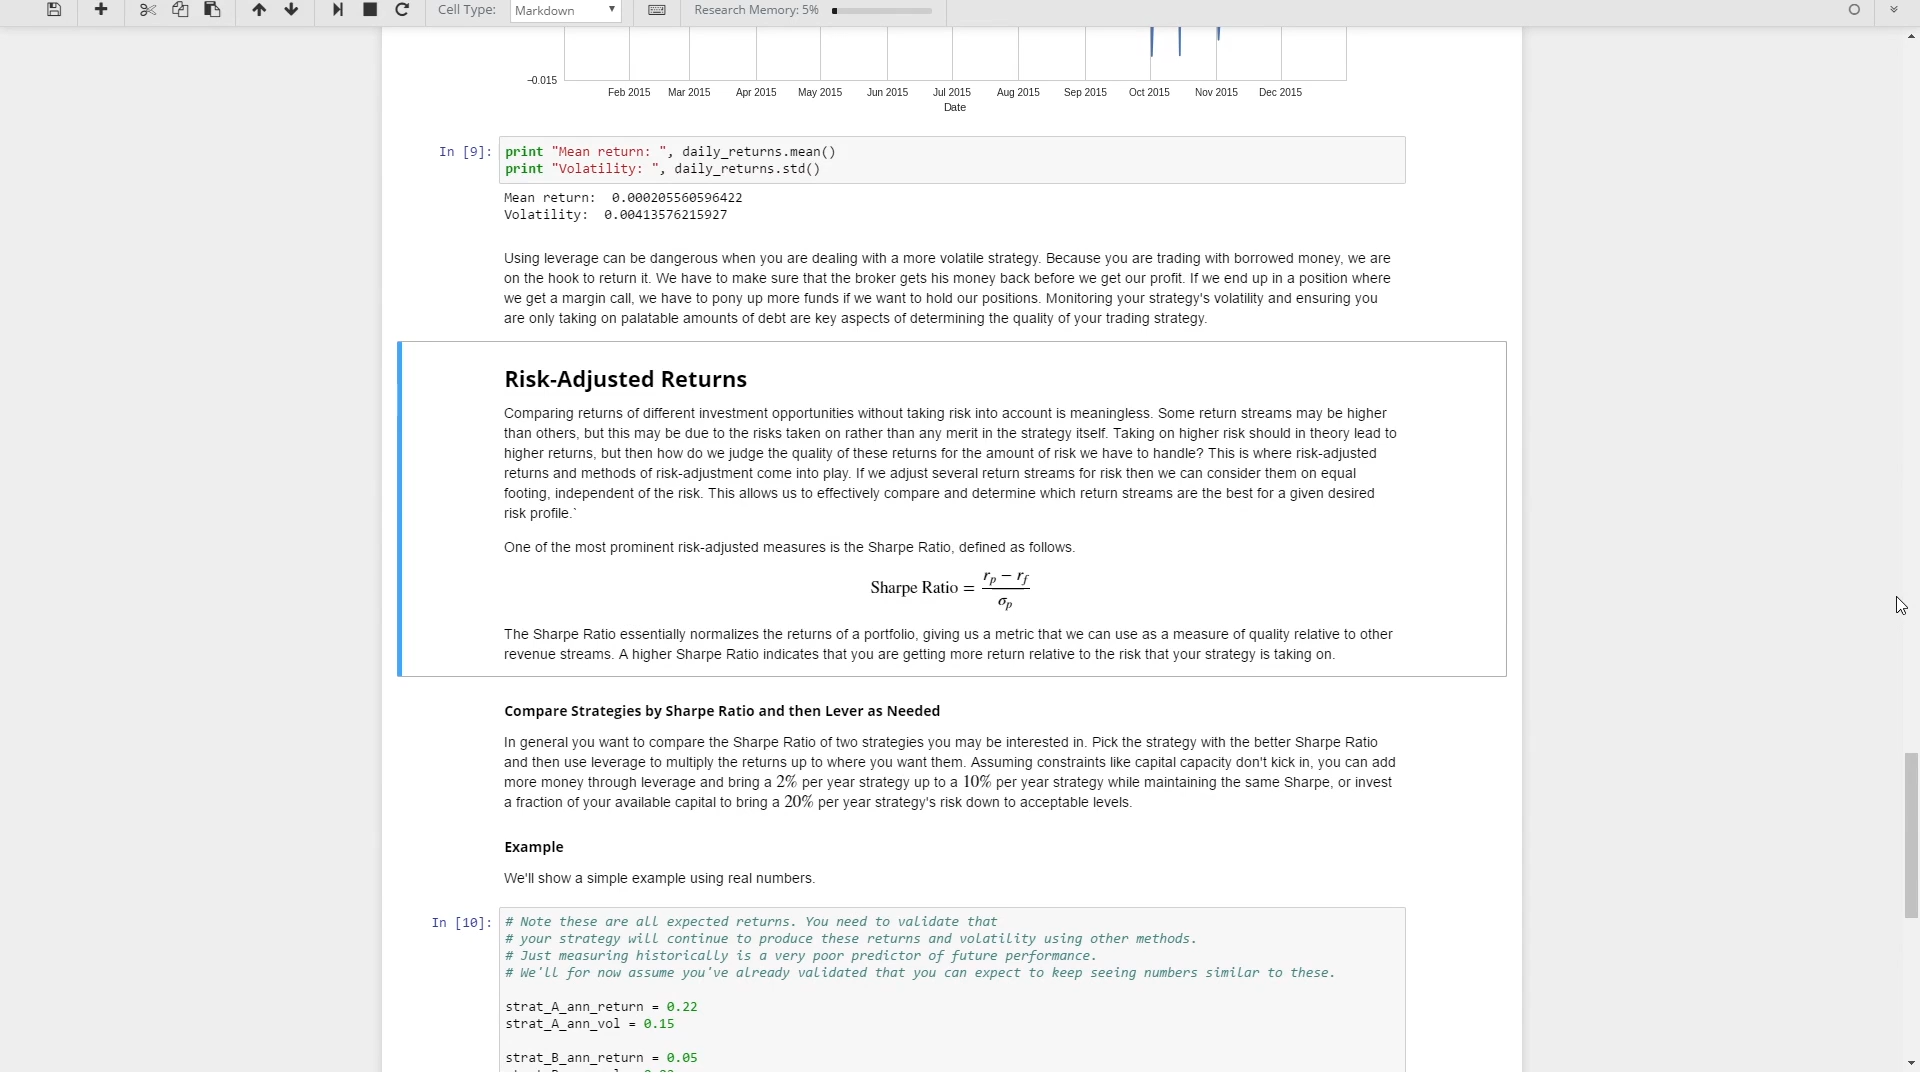 Cell Type: Markdown Research Memory: 5%
−0.015
Feb 2015 Mar 2015 Apr 2015 May 2015 Jun 2015 Jul 2015 Aug 2015 Sep 2015 Oct 2015 Nov 2015 Dec 2015
Date
In [9]: print "Mean return: ", daily_returns.mean()
print "Volatility: ", daily_returns.std()
Mean return:  0.000205560596422
Volatility:  0.00413576215927
Using leverage can be dangerous when you are dealing with a more volatile strategy. Because you are trading with borrowed money, we are
on the hook to return it. We have to make sure that the broker gets his money back before we get our profit. If we end up in a position where
we get a margin call, we have to pony up more funds if we want to hold our positions. Monitoring your strategy's volatility and ensuring you
are only taking on palatable amounts of debt are key aspects of determining the quality of your trading strategy.
Risk-Adjusted Returns
Comparing returns of different investment opportunities without taking risk into account is meaningless. Some return streams may be higher
than others, but this may be due to the risks taken on rather than any merit in the strategy itself. Taking on higher risk should in theory lead to
higher returns, but then how do we judge the quality of these returns for the amount of risk we have to handle? This is where risk-adjusted
returns and methods of risk-adjustment come into play. If we adjust several return streams for risk then we can consider them on equal
footing, independent of the risk. This allows us to effectively compare and determine which return streams are the best for a given desired
risk profile.`
One of the most prominent risk-adjusted measures is the Sharpe Ratio, defined as follows.
Sharpe Ratio = (r_p − r_f) / σ_p
The Sharpe Ratio essentially normalizes the returns of a portfolio, giving us a metric that we can use as a measure of quality relative to other
revenue streams. A higher Sharpe Ratio indicates that you are getting more return relative to the risk that your strategy is taking on.
Compare Strategies by Sharpe Ratio and then Lever as Needed
In general you want to compare the Sharpe Ratio of two strategies you may be interested in. Pick the strategy with the better Sharpe Ratio
and then use leverage to multiply the returns up to where you want them. Assuming constraints like capital capacity don't kick in, you can add
more money through leverage and bring a 2% per year strategy up to a 10% per year strategy while maintaining the same Sharpe, or invest
a fraction of your available capital to bring a 20% per year strategy's risk down to acceptable levels.
Example
We'll show a simple example using real numbers.
In [10]: # Note these are all expected returns. You need to validate that
# your strategy will continue to produce these returns and volatility using other methods.
# Just measuring historically is a very poor predictor of future performance.
# We'll for now assume you've already validated that you can expect to keep seeing numbers similar to these.
strat_A_ann_return = 0.22
strat_A_ann_vol = 0.15
strat_B_ann_return = 0.05